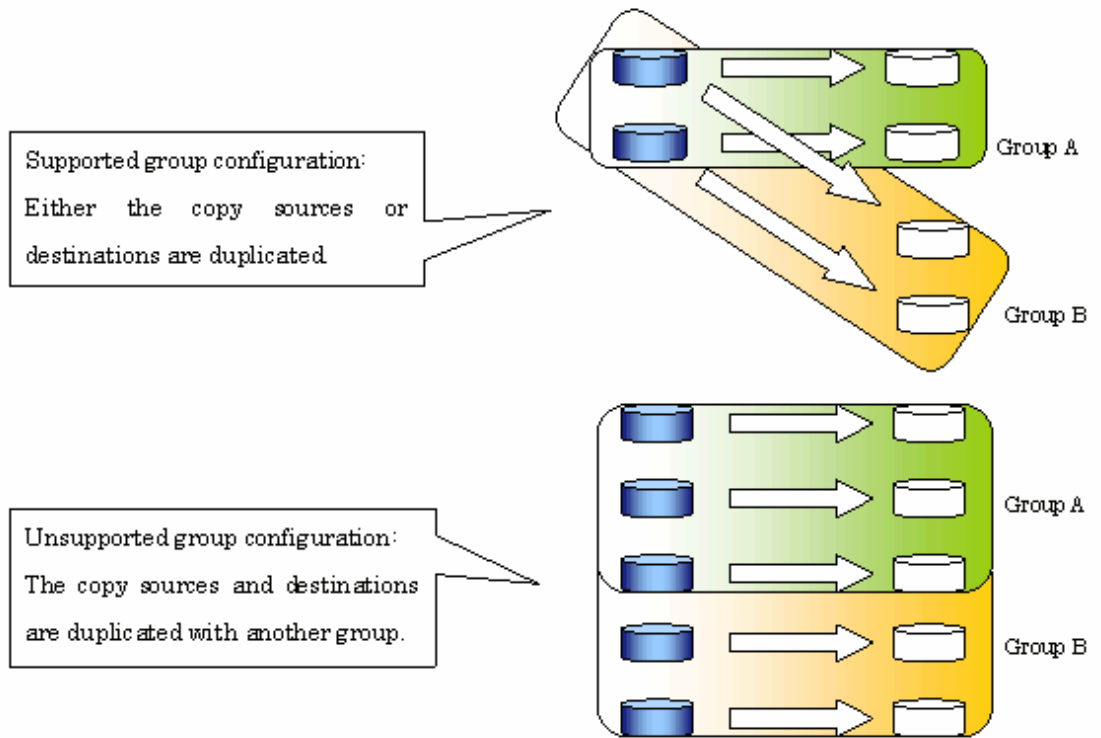 Supported group configuration:
Either the copy sources or
destinations are duplicated
Group A
Group B
Unsupported group configuration:
The copy sources and destinations
are duplicated with another group.
Group A
Group B